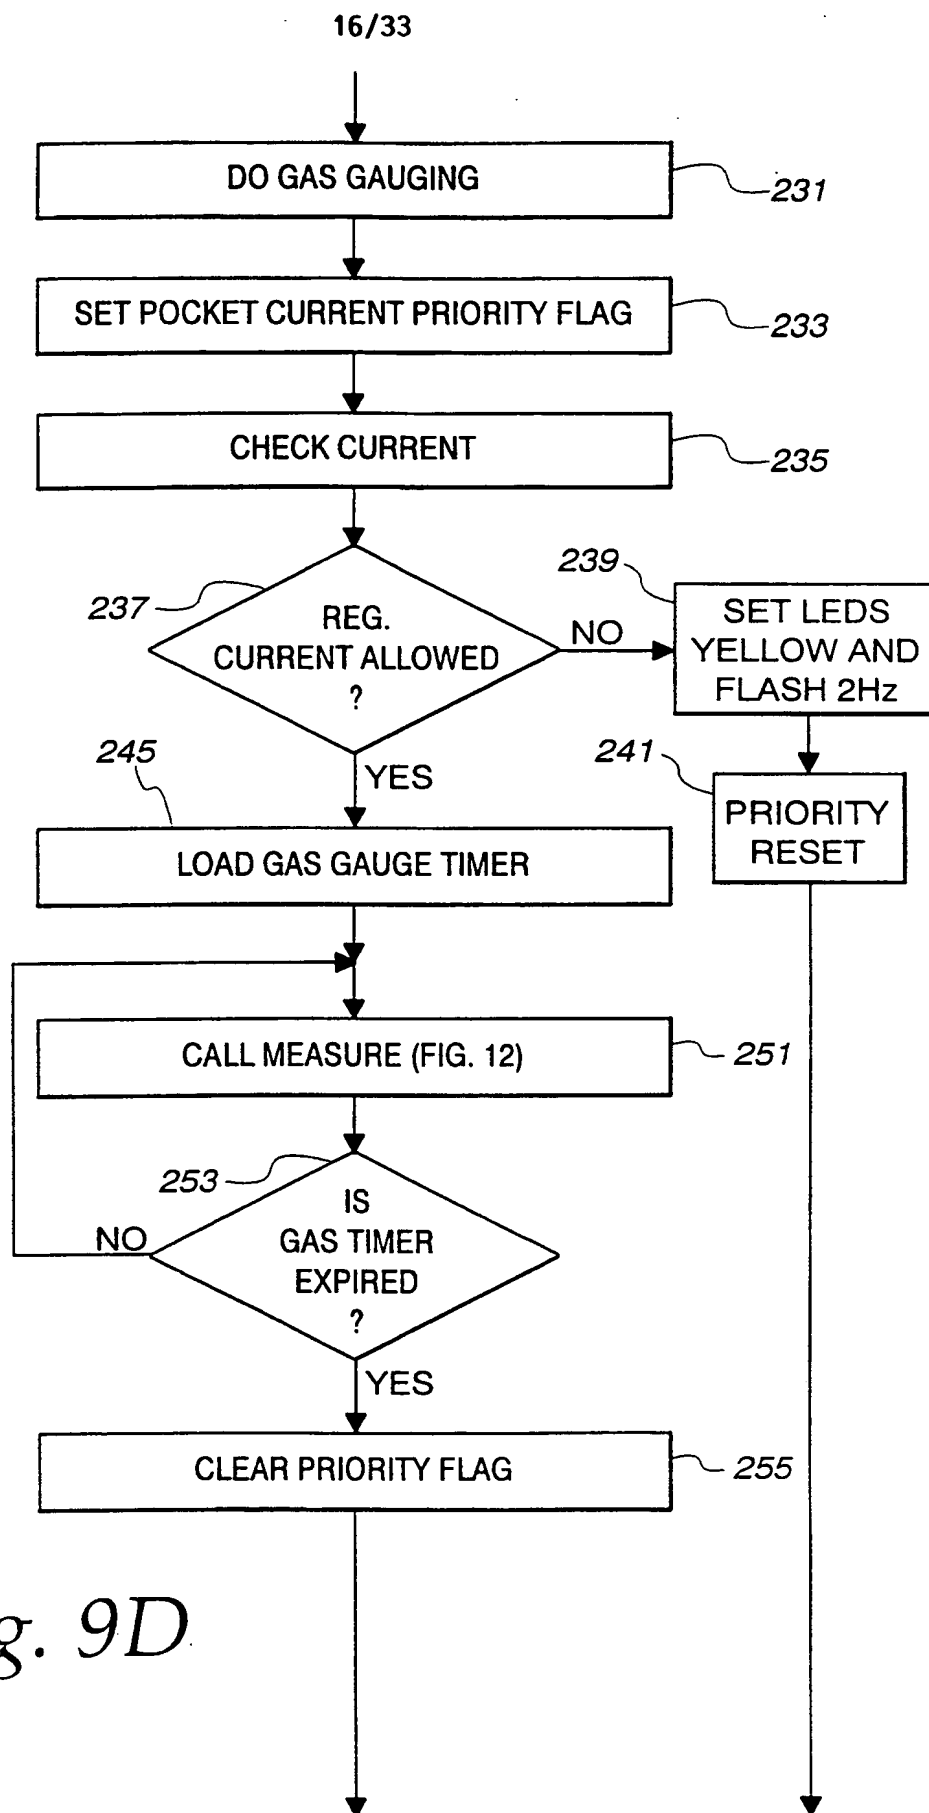 16/33
DO GAS GAUGING
231
SET POCKET CURRENT PRIORITY FLAG
233
CHECK CURRENT
235
237
REG.
CURRENT ALLOWED
?
NO
239
SET LEDS
YELLOW AND
FLASH 2Hz
YES
241
PRIORITY
RESET
245
LOAD GAS GAUGE TIMER
CALL MEASURE (FIG. 12)
251
253
IS
GAS TIMER
EXPIRED
?
NO
YES
CLEAR PRIORITY FLAG
255
g. 9D